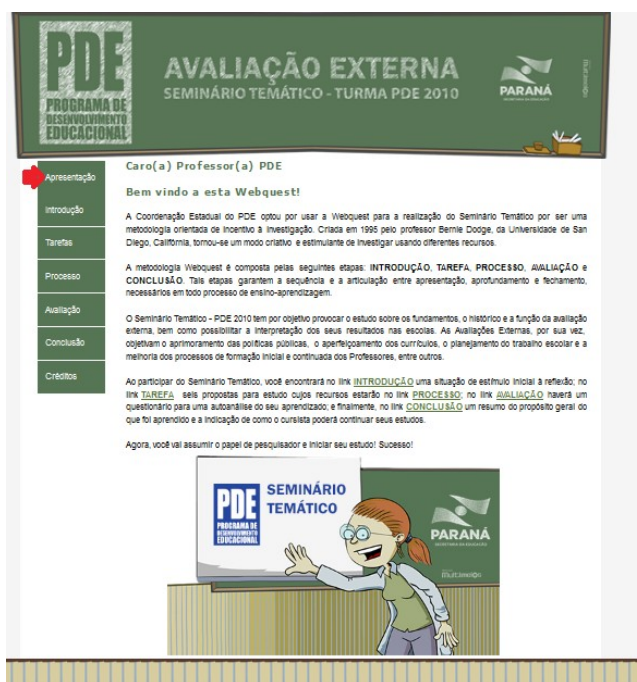 PDE
PROGRAMA DE
DESENVOLVIMENTO
EDUCACIONAL
AVALIAÇÃO EXTERNA
SEMINÁRIO TEMÁTICO - TURMA PDE 2010
PARANÁ
SECRETARIA DA EDUCAÇÃO
Apresentação
Introdução
Tarefas
Processo
Avaliação
Conclusão
Créditos
Caro(a) Professor(a) PDE
Bem vindo a esta Webquest!
A Coordenação Estadual do PDE optou por usar a Webquest para a realização do Seminário Temático por ser uma
metodologia orientada de incentivo à investigação. Criada em 1995 pelo professor Bernie Dodge, da Universidade de San
Diego, Califórnia, tornou-se um modo criativo e estimulante de investigar usando diferentes recursos.
A metodologia Webquest é composta pelas seguintes etapas: INTRODUÇÃO, TAREFA, PROCESSO, AVALIAÇÃO e
CONCLUSÃO. Tais etapas garantem a sequência e a articulação entre apresentação, aprofundamento e fechamento,
necessários em todo processo de ensino-aprendizagem.
O Seminário Temático - PDE 2010 tem por objetivo provocar o estudo sobre os fundamentos, o histórico e a função da avaliação
externa, bem como possibilitar a interpretação dos seus resultados nas escolas. As Avaliações Externas, por sua vez,
objetivam o aprimoramento das políticas públicas, o aperfeiçoamento dos currículos, o planejamento do trabalho escolar e a
melhoria dos processos de formação inicial e continuada dos Professores, entre outros.
Ao participar do Seminário Temático, você encontrará no link INTRODUÇÃO uma situação de estímulo inicial à reflexão; no
link TAREFA seis propostas para estudo cujos recursos estarão no link PROCESSO; no link AVALIAÇÃO haverá um
questionário para uma autoanálise do seu aprendizado; e finalmente, no link CONCLUSÃO um resumo do propósito geral do
que foi aprendido e a indicação de como o cursista poderá continuar seus estudos.
Agora, você vai assumir o papel de pesquisador e iniciar seu estudo! Sucesso!
PDE
PROGRAMA DE
DESENVOLVIMENTO
EDUCACIONAL
SEMINÁRIO
TEMÁTICO
PARANÁ
SECRETARIA DA EDUCAÇÃO